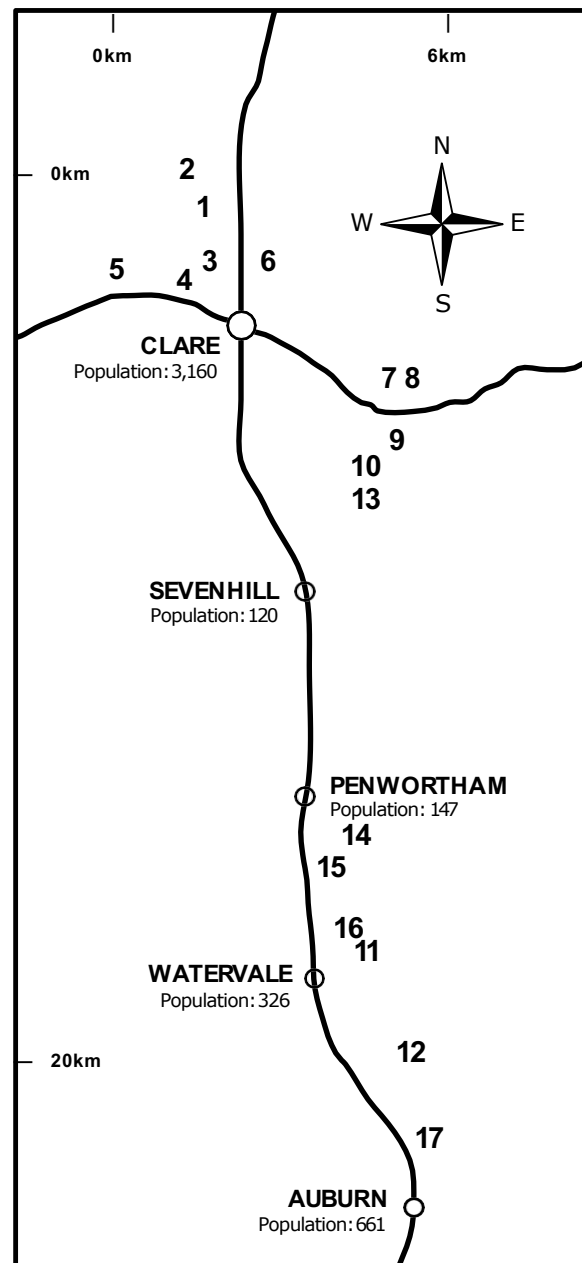 0km 6km
N
2
0km
1
W E
5 3 6
4
S
CLARE
Population: 3,160
7 8
9
10
13
SEVENHILL
Population: 120
PENWORTHAM
Population: 147
14
15
16
11
WATERVALE
Population: 326
12
20km
17
AUBURN
Population: 661